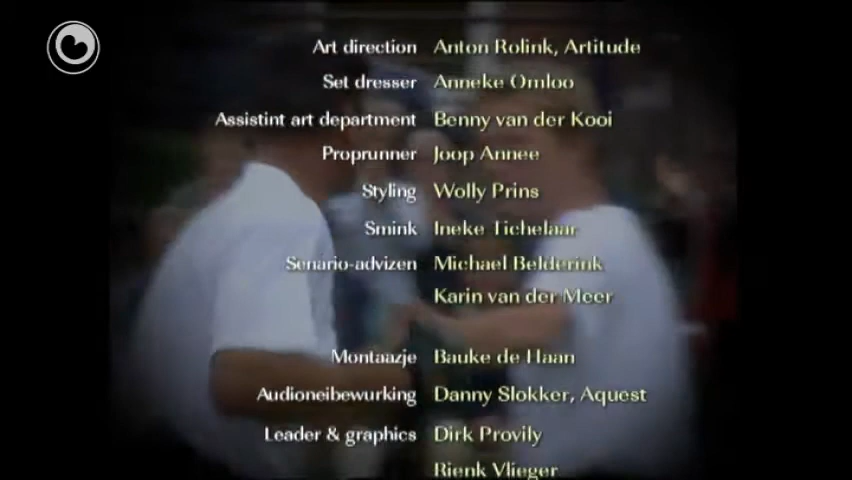 Art direction Anton Rolink, Artitude
Set dresser Anneke Omloo
Assistint art department Benny van der Kooi
Proprunner Joop Annee
Styling Wolly Prins
Smink Ineke Tichelaar
Senario-advizen Michael Belderink
Karin van der Meer
Montaazje Bauke de Haan
Audioneibewurking Danny Slokker, Aquest
Leader & graphics Dirk Provily
Rienk Vlieger